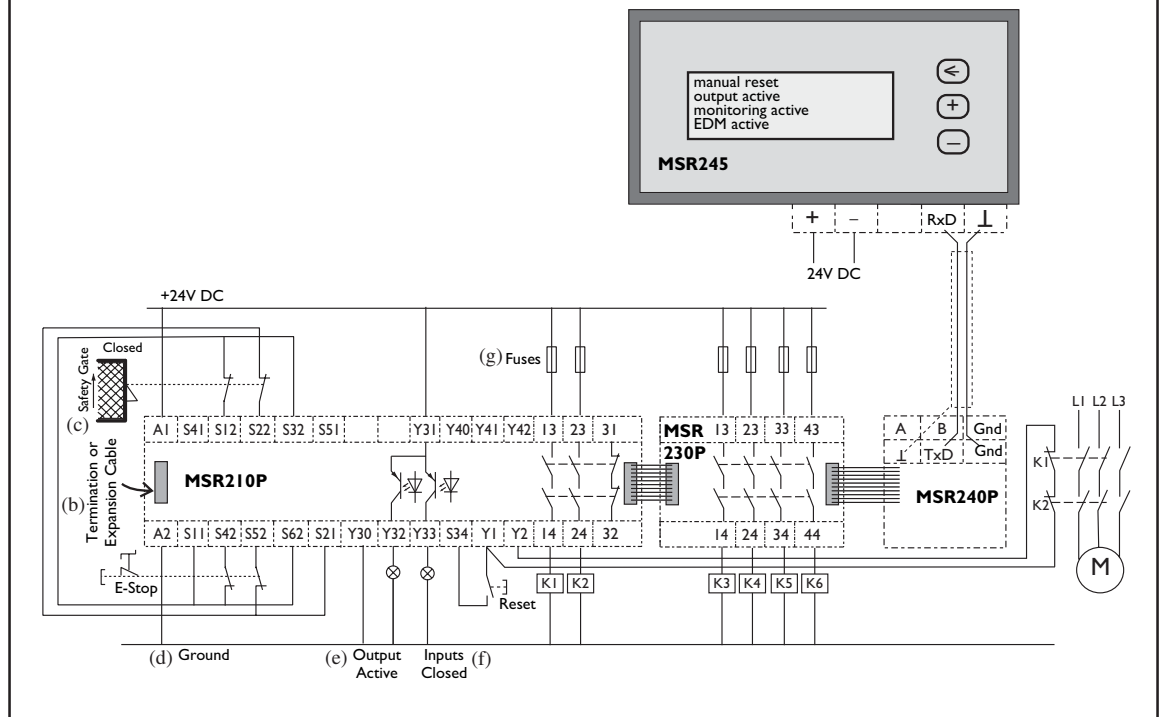 manual reset
output active
monitoring active
EDM active
MSR245
+ – RxD ⊥
24V DC
+24V DC
Closed
Safety Gate
(c)
(g) Fuses
A1 S41 S12 S22 S32 S51 Y31 Y40 Y41 Y42 13 23 31
MSR 13 23 33 43
230P
A B Gnd
⊥ TxD Gnd
MSR240P
L1 L2 L3
K1
K2
M
(b)
Termination or
Expansion Cable
MSR210P
A2 S11 S42 S52 S62 S21 Y30 Y32 Y33 S34 Y1 Y2 14 24 32
14 24 34 44
E-Stop
Reset
K1 K2
K3 K4 K5 K6
(d) Ground
(e) Output
Active
Inputs (f)
Closed